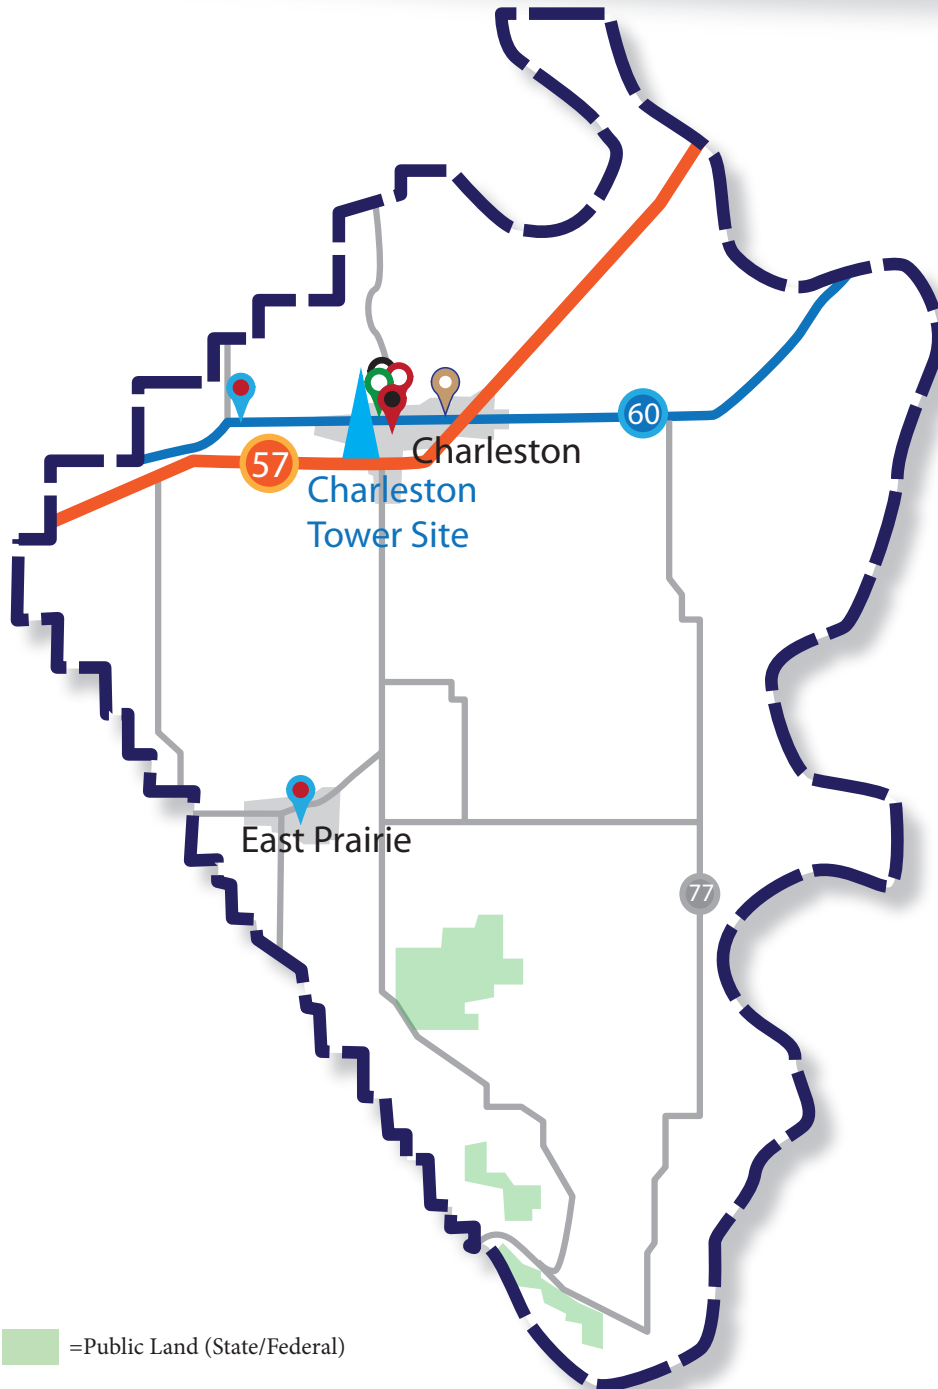 60
Charleston
57
Charleston
Tower Site
East Prairie
77
=Public Land (State/Federal)